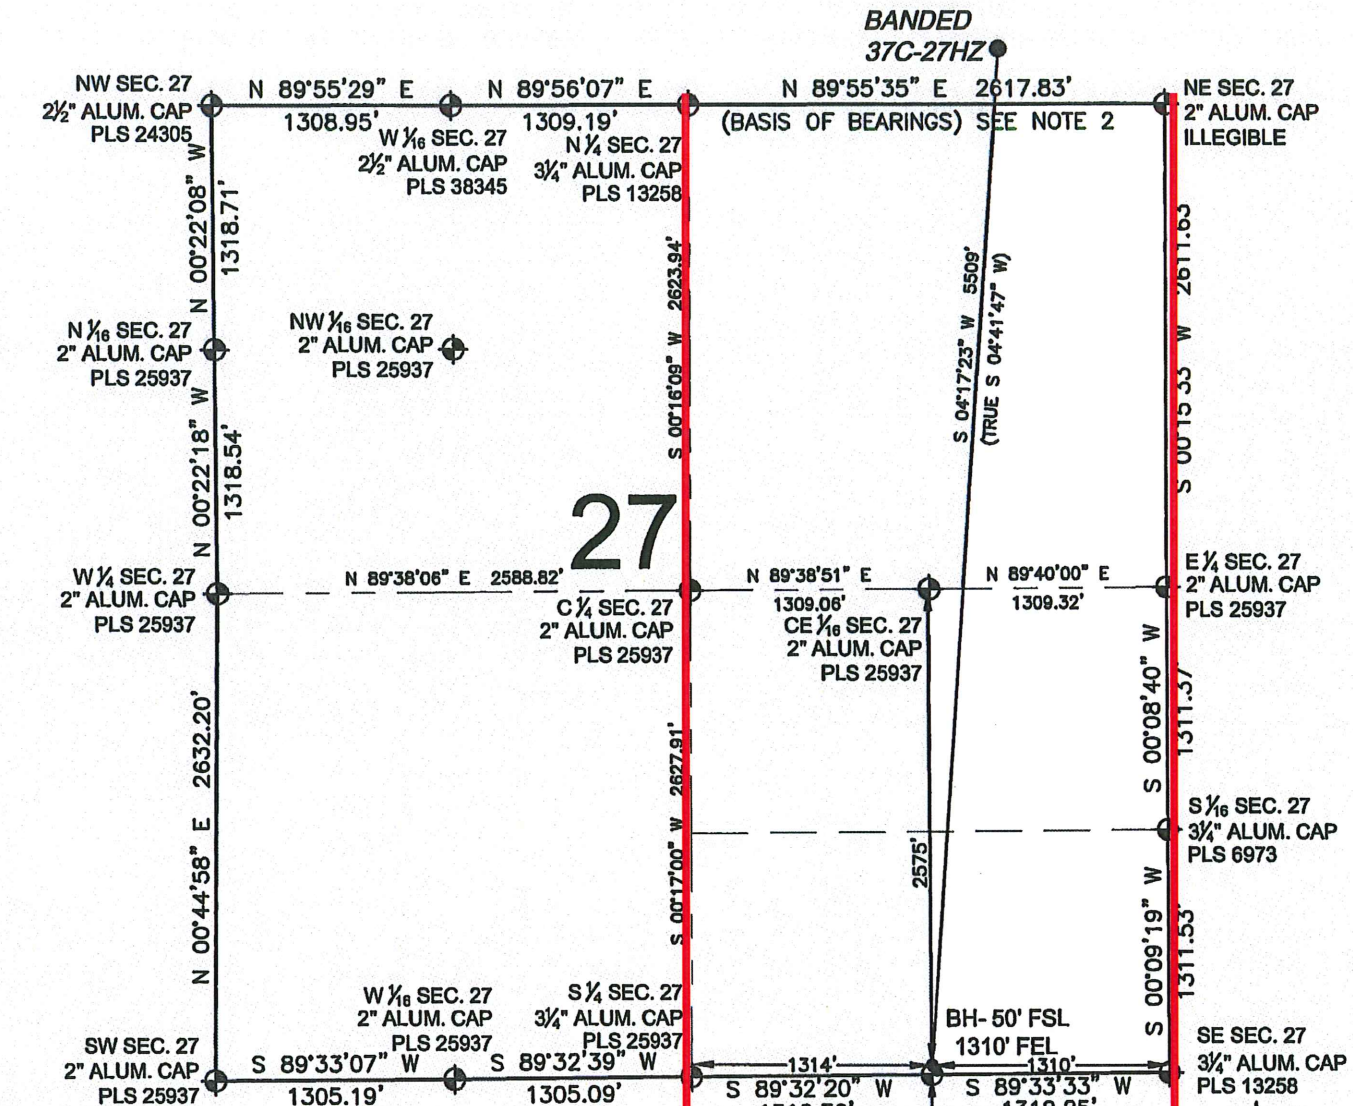 BANDED
37C-27HZ
NW SEC. 27
2½" ALUM. CAP
PLS 24305
N 89°55'29" E
1308.95'
N 89°56'07" E
1309.19'
N 89°55'35" E 2617.83'
(BASIS OF BEARINGS) SEE NOTE 2
NE SEC. 27
2" ALUM. CAP
ILLEGIBLE
W 1/16 SEC. 27
2½" ALUM. CAP
PLS 38345
N ¼ SEC. 27
3¼" ALUM. CAP
PLS 13258
N 00°22'08" W
1318.71'
S 00°16'09" W 2623.94'
S 04°17'23" W 5509'
(TRUE S 04°41'47" W)
S 00°15'33" W 2611.63'
N 1/16 SEC. 27
2" ALUM. CAP
PLS 25937
NW 1/16 SEC. 27
2" ALUM. CAP
PLS 25937
N 00°22'18" W
1318.54'
27
W ¼ SEC. 27
2" ALUM. CAP
PLS 25937
N 89°38'06" E 2588.82'
C ¼ SEC. 27
2" ALUM. CAP
PLS 25937
N 89°38'51" E
1309.06'
N 89°40'00" E
1309.32'
CE 1/16 SEC. 27
2" ALUM. CAP
PLS 25937
E ¼ SEC. 27
2" ALUM. CAP
PLS 25937
N 00°44'58" E 2632.20'
S 00°17'00" W 2627.91'
2575'
S 00°08'40" W
1311.37'
S 1/16 SEC. 27
3¼" ALUM. CAP
PLS 6973
S 00°09'19" W
1311.53'
W 1/16 SEC. 27
2" ALUM. CAP
PLS 25937
S ¼ SEC. 27
3¼" ALUM. CAP
PLS 25937
BH- 50' FSL
1310' FEL
SW SEC. 27
2" ALUM. CAP
PLS 25937
S 89°33'07" W
1305.19'
S 89°32'39" W
1305.09'
1314'
1310'
S 89°32'20" W
S 89°33'33" W
SE SEC. 27
3¼" ALUM. CAP
PLS 13258